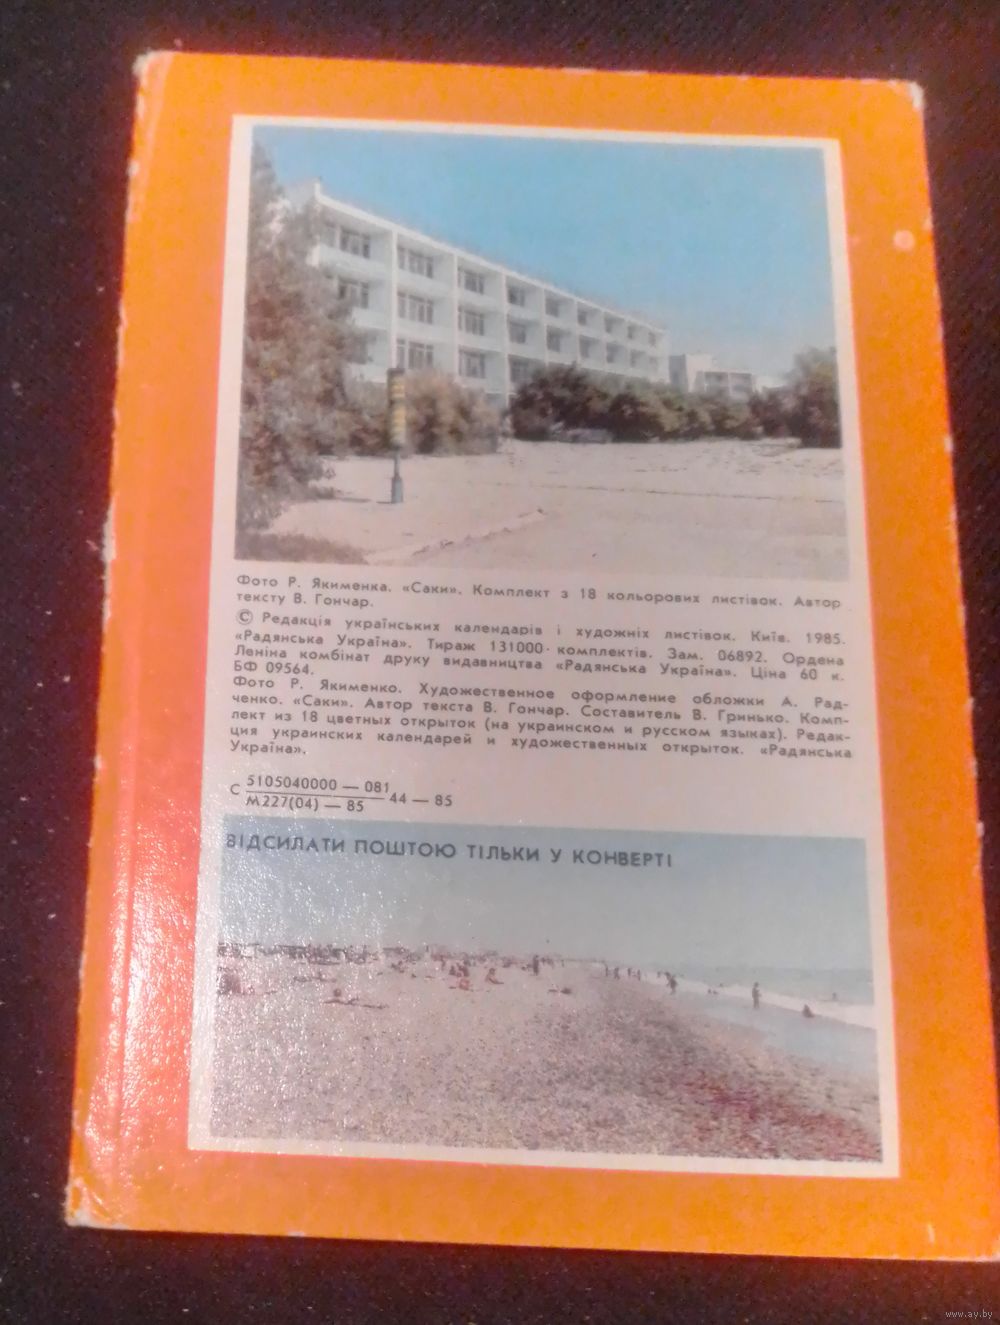 Фото Р. Якименка. «Саки». Комплект з 18 кольорових листівок. Автор
тексту В. Гончар.
© Редакція українських календарів і художніх листівок. Київ. 1985.
«Радянська Україна». Тираж 131000 комплектів. Зам. 06892. Ордена
Леніна комбінат друку видавництва «Радянська Україна». Ціна 60 к.
БФ 09564.
Фото Р. Якименко. Художественное оформление обложки А. Рад-
ченко. «Саки». Автор текста В. Гончар. Составитель В. Гринько. Комп-
лект из 18 цветных открыток (на украинском и русском языках). Редак-
ция украинских календарей и художественных открыток. «Радянська
Україна».
С 5105040000 — 081
М227(04) — 85 44 — 85
ВІДСИЛАТИ ПОШТОЮ ТІЛЬКИ У КОНВЕРТІ
www.ay.by